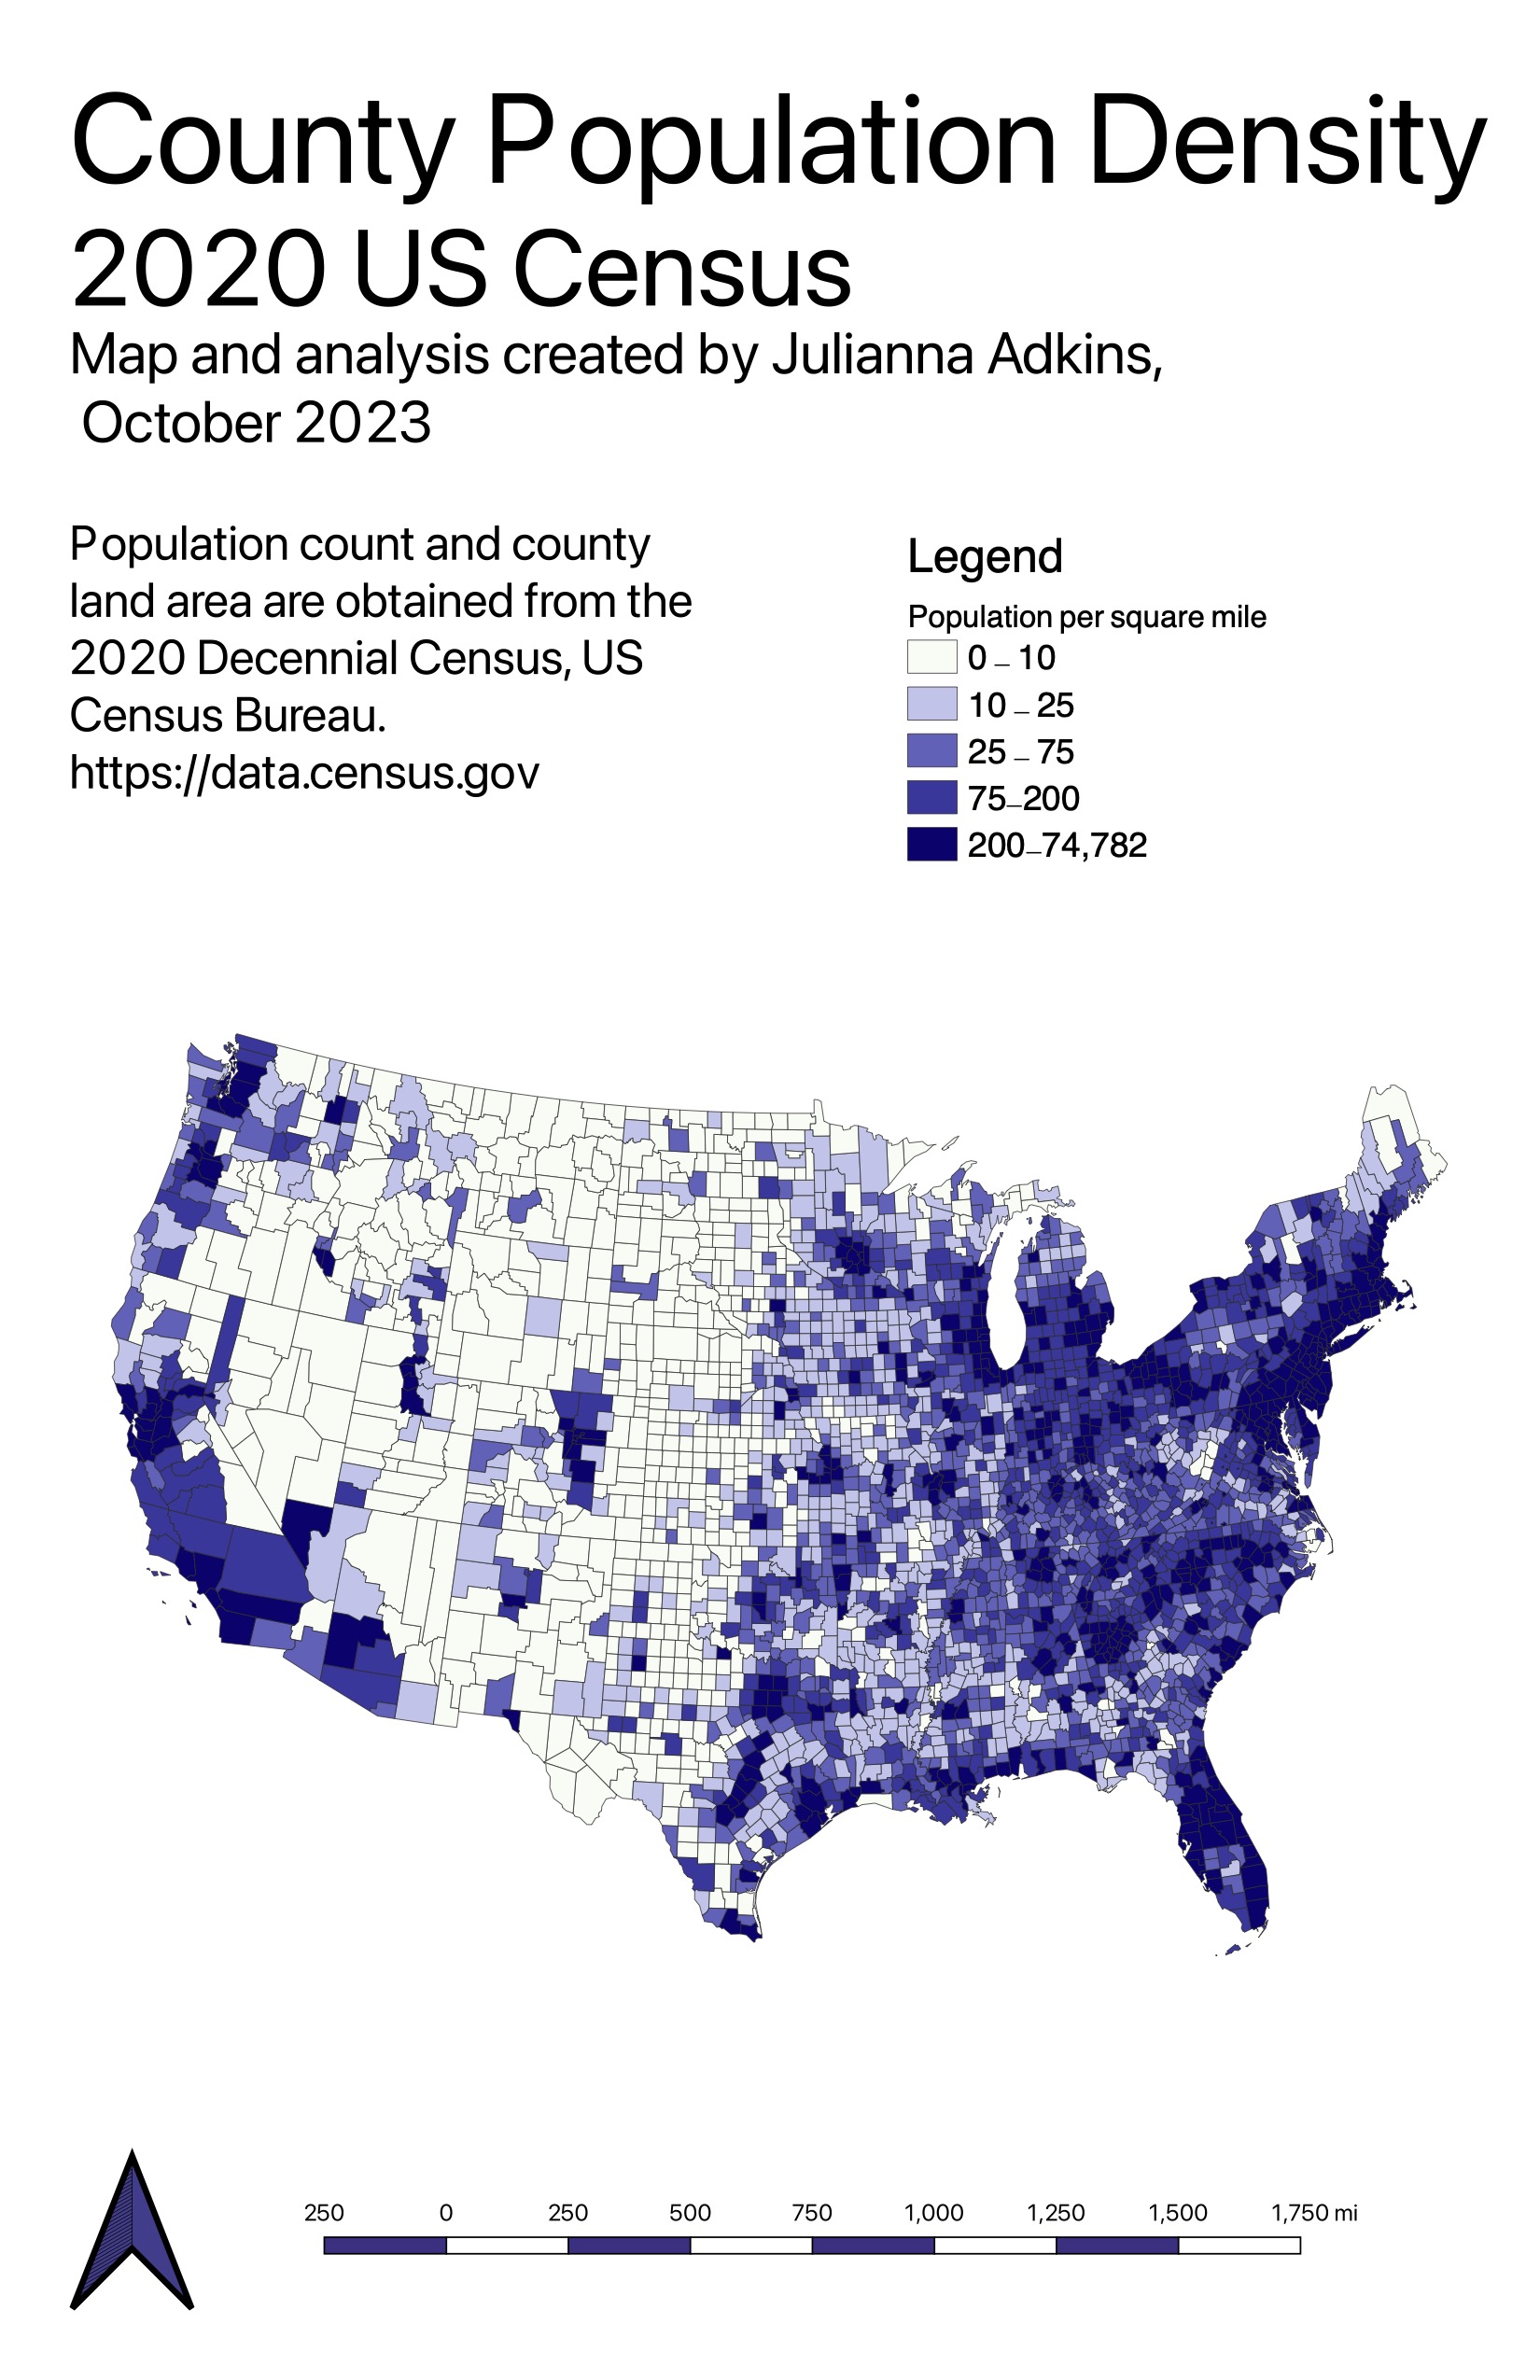 County Population Density
2020 US Census
Map and analysis created by Julianna Adkins,
October 2023
Population count and county
land area are obtained from the
2020 Decennial Census, US
Census Bureau.
https://data.census.gov
Legend
Population per square mile
0 – 10
10 – 25
25 – 75
75–200
200–74,782
250 0 250 500 750 1,000 1,250 1,500 1,750 mi